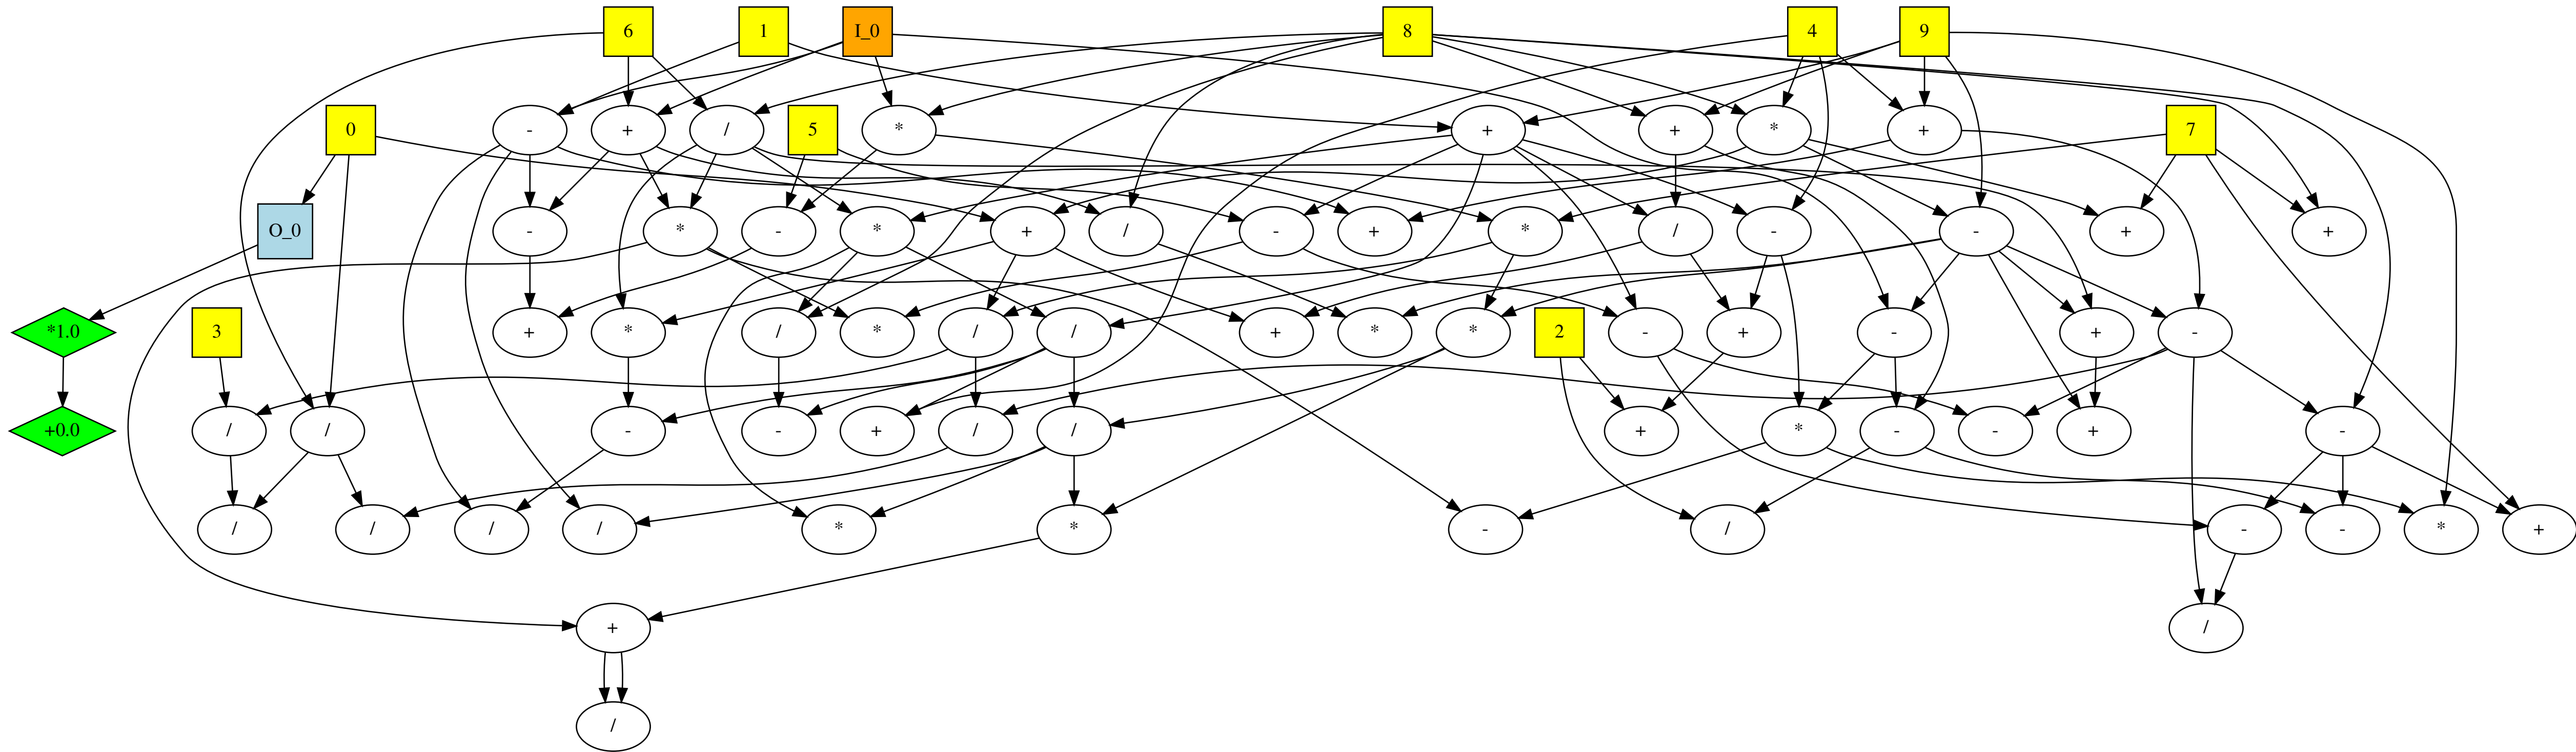 6 1 I_0 8 4 9
0 - + / 5 * + + * + 7
O_0 - * - * + / - + * / - - + +
*1.0 3 + * / * / / + * * 2 - + - + -
+0.0 / / - - + / / + * - - + -
/ / / / * * - / - - * +
+ /
/